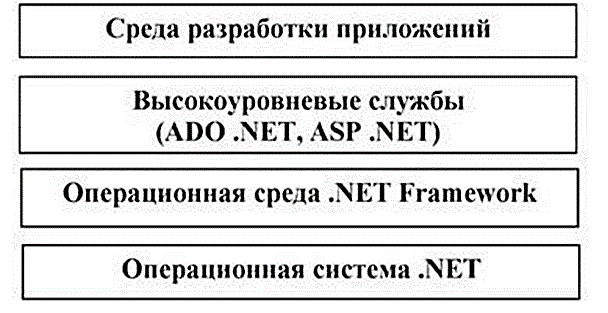 Среда разработки приложений
Высокоуровневые службы
(ADO .NET, ASP .NET)
Операционная среда .NET Framework
Операционная система .NET